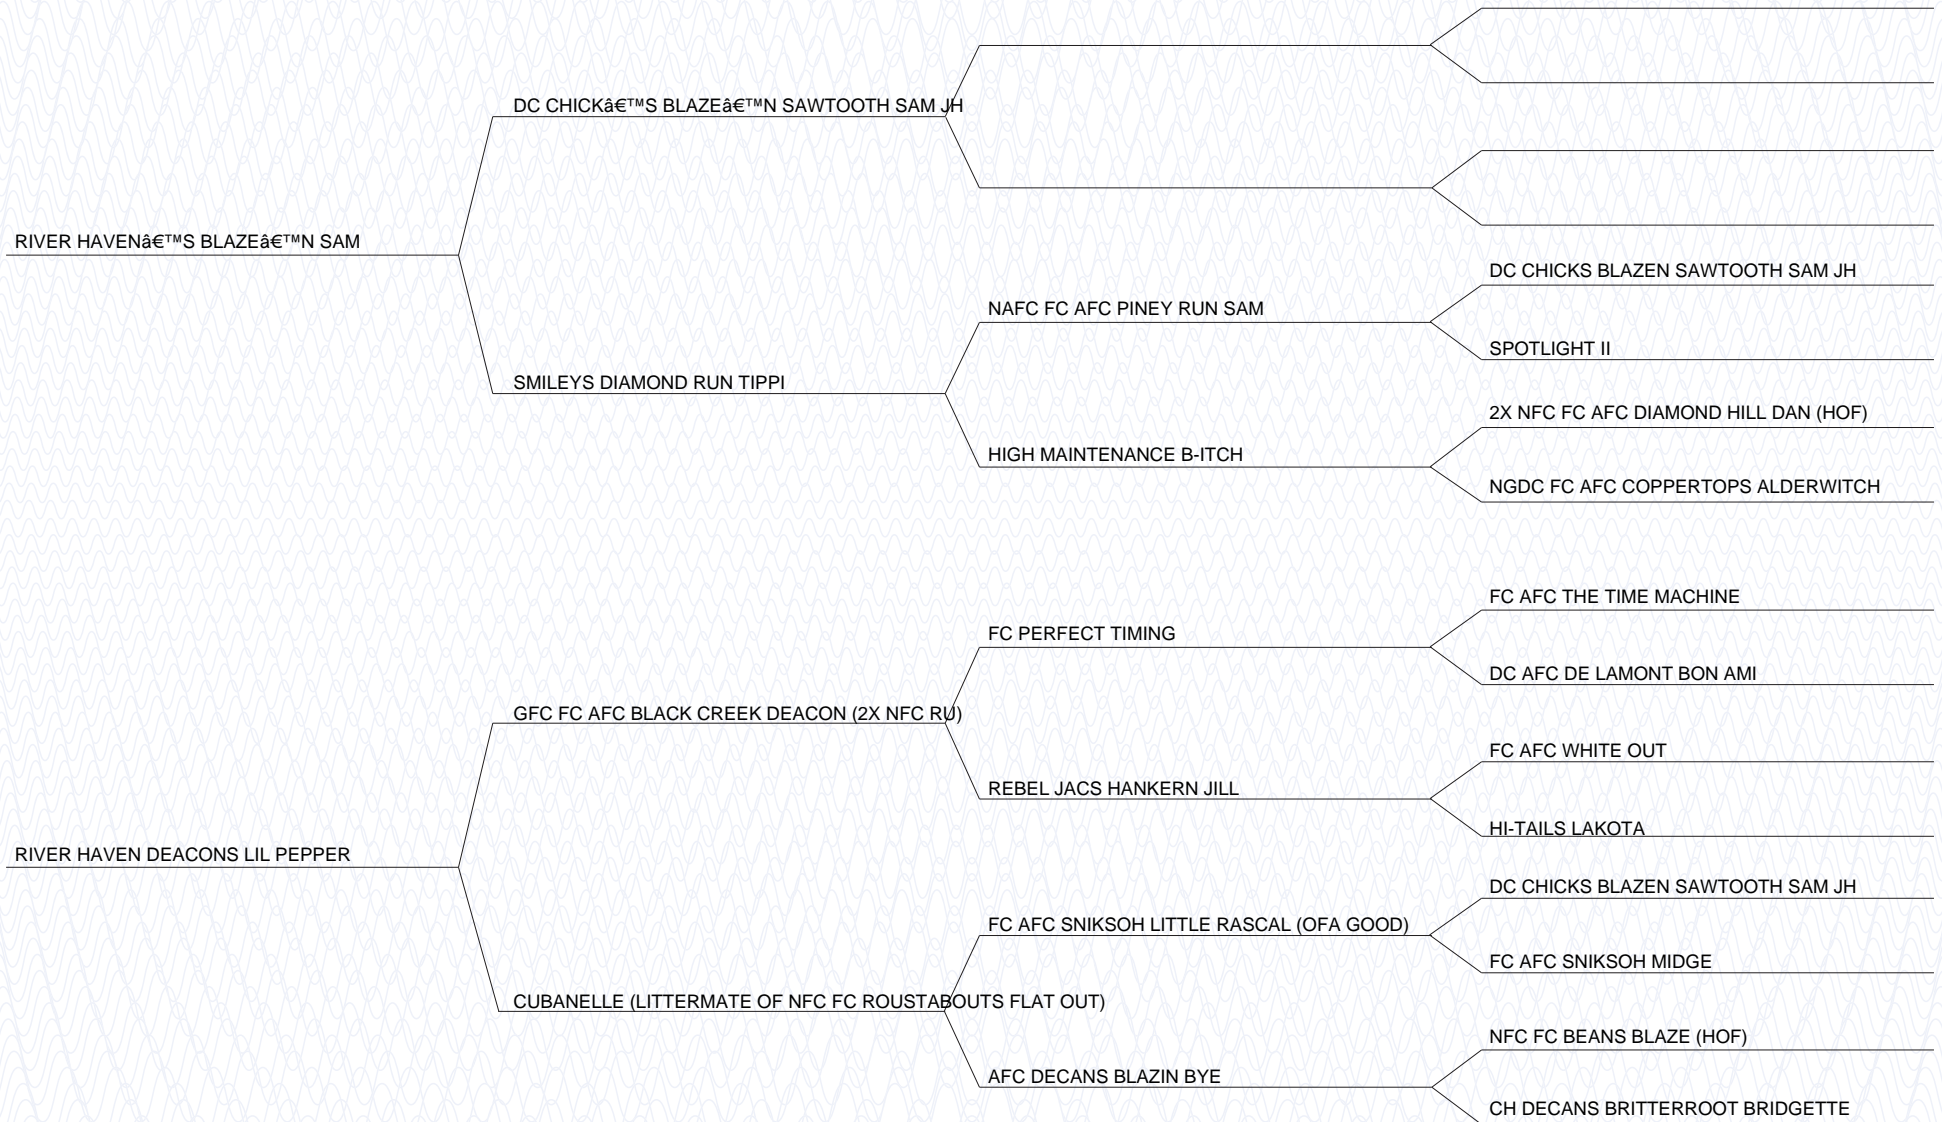 DC CHICKâ€™S BLAZEâ€™N SAWTOOTH SAM JH
RIVER HAVENâ€™S BLAZEâ€™N SAM
DC CHICKS BLAZEN SAWTOOTH SAM JH
NAFC FC AFC PINEY RUN SAM
SPOTLIGHT II
SMILEYS DIAMOND RUN TIPPI
2X NFC FC AFC DIAMOND HILL DAN (HOF)
HIGH MAINTENANCE B-ITCH
NGDC FC AFC COPPERTOPS ALDERWITCH
FC AFC THE TIME MACHINE
FC PERFECT TIMING
DC AFC DE LAMONT BON AMI
GFC FC AFC BLACK CREEK DEACON (2X NFC RU)
FC AFC WHITE OUT
REBEL JACS HANKERN JILL
HI-TAILS LAKOTA
RIVER HAVEN DEACONS LIL PEPPER
DC CHICKS BLAZEN SAWTOOTH SAM JH
FC AFC SNIKSOH LITTLE RASCAL (OFA GOOD)
FC AFC SNIKSOH MIDGE
CUBANELLE (LITTERMATE OF NFC FC ROUSTABOUTS FLAT OUT)
NFC FC BEANS BLAZE (HOF)
AFC DECANS BLAZIN BYE
CH DECANS BRITTERROOT BRIDGETTE